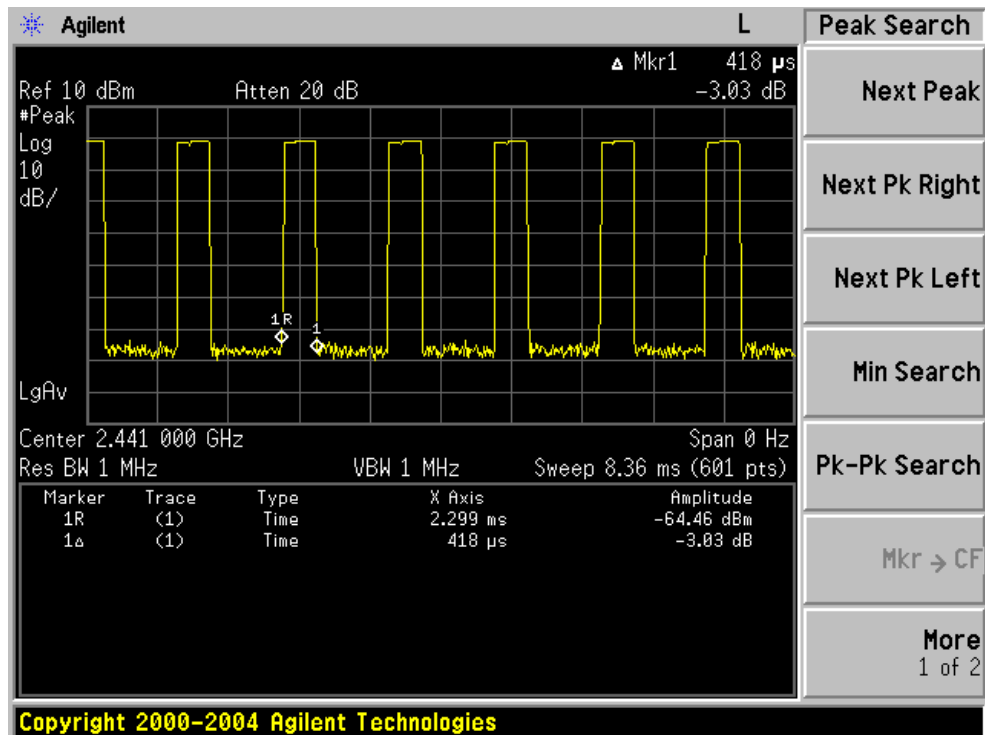 Agilent L Peak Search
Δ Mkr1 418 µs
Ref 10 dBm Atten 20 dB -3.03 dB
#Peak
Log
10
dB/
1R
1
LgAv
Center 2.441 000 GHz Span 0 Hz
Res BW 1 MHz VBW 1 MHz Sweep 8.36 ms (601 pts)
Marker Trace Type X Axis Amplitude
1R (1) Time 2.299 ms -64.46 dBm
1Δ (1) Time 418 µs -3.03 dB
Next Peak
Next Pk Right
Next Pk Left
Min Search
Pk-Pk Search
Mkr → CF
More
1 of 2
Copyright 2000-2004 Agilent Technologies